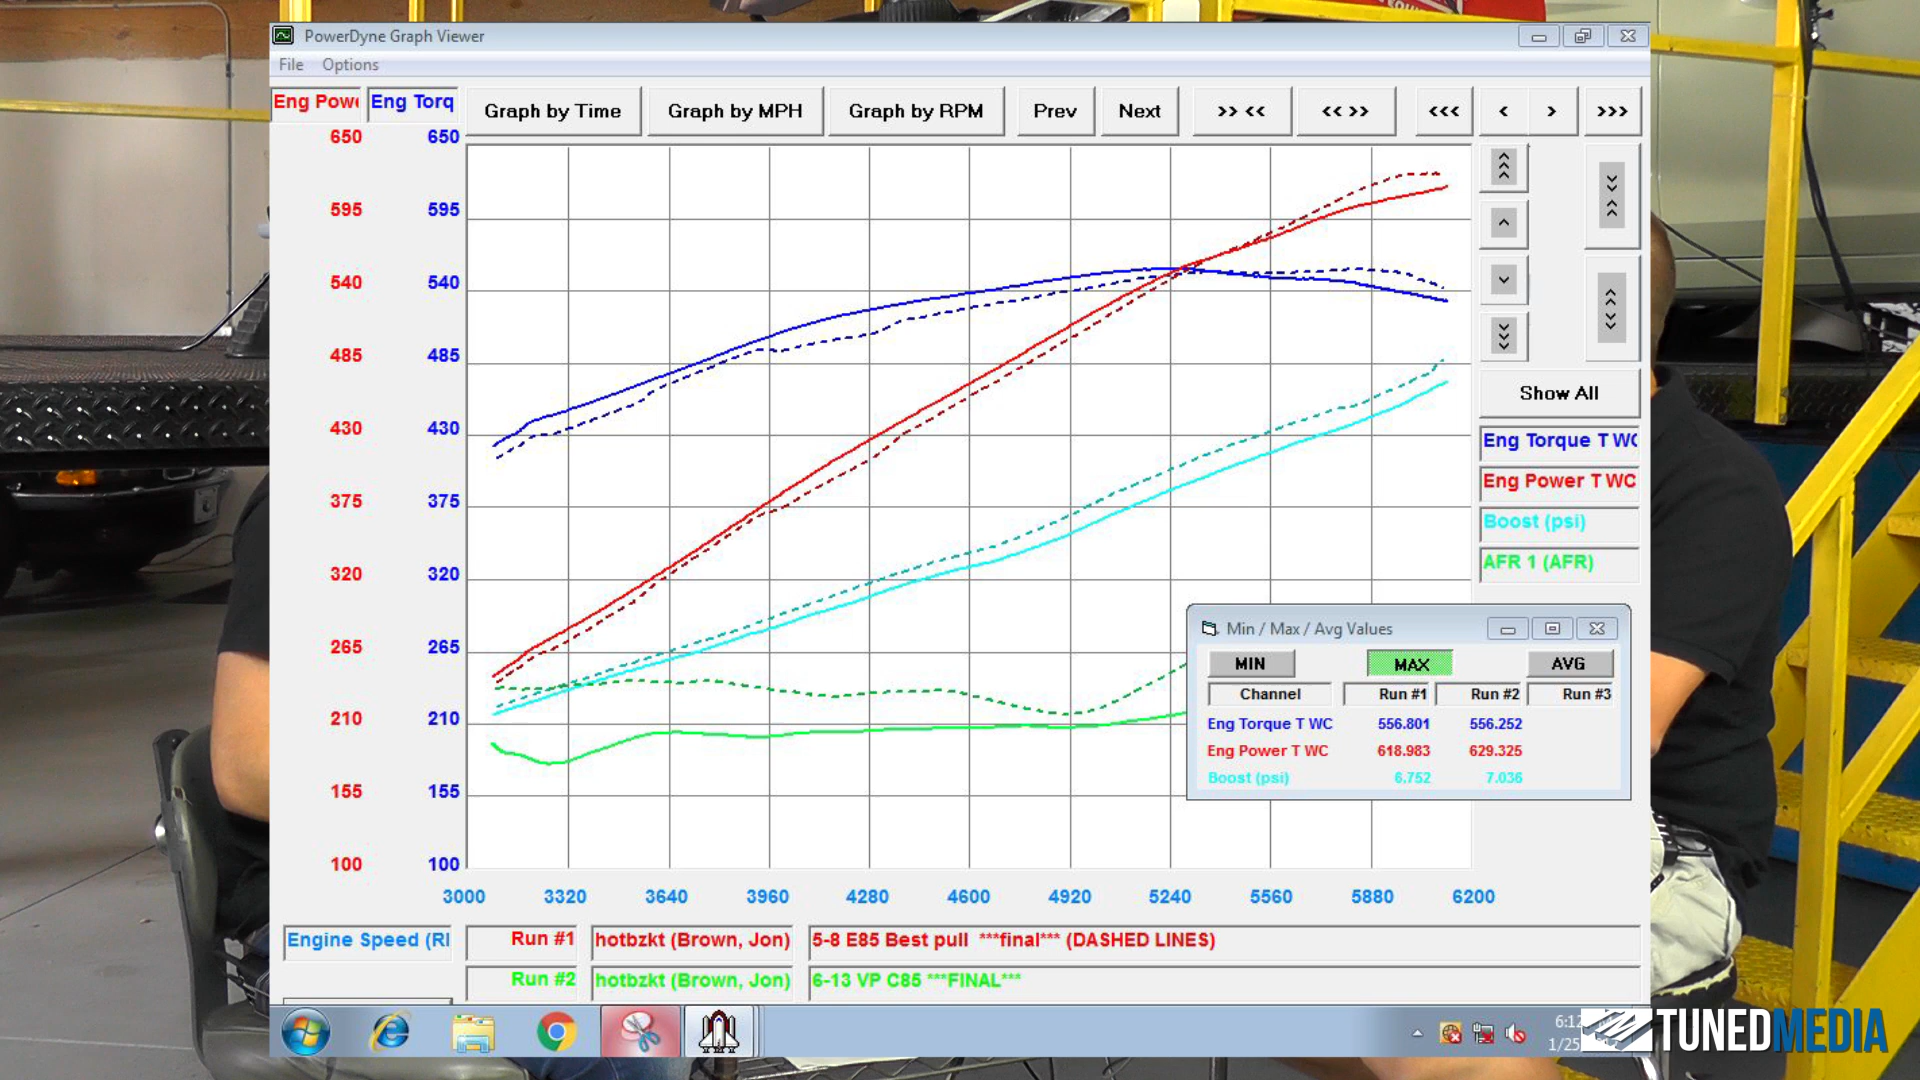 PowerDyne Graph Viewer
File Options
Eng Pow Eng Torq Graph by Time Graph by MPH Graph by RPM Prev Next >> << << >> <<< < > >>>
650 650
595 595
540 540
485 485
430 430
375 375
320 320
265 265
210 210
155 155
100 100
Show All
Eng Torque T WC
Eng Power T WC
Boost (psi)
AFR 1 (AFR)
Min / Max / Avg Values
MIN MAX AVG
Channel Run #1 Run #2 Run #3
Eng Torque T WC 556.801 556.252
Eng Power T WC 618.983 629.325
Boost (psi) 6.752 7.036
3000 3320 3640 3960 4280 4600 4920 5240 5560 5880 6200
Engine Speed (RI Run #1 hotbzkt (Brown, Jon) 5-8 E85 Best pull ***final*** (DASHED LINES)
Run #2 hotbzkt (Brown, Jon) 6-13 VP C85 ***FINAL***
6:12
1/25
TUNEDMEDIA